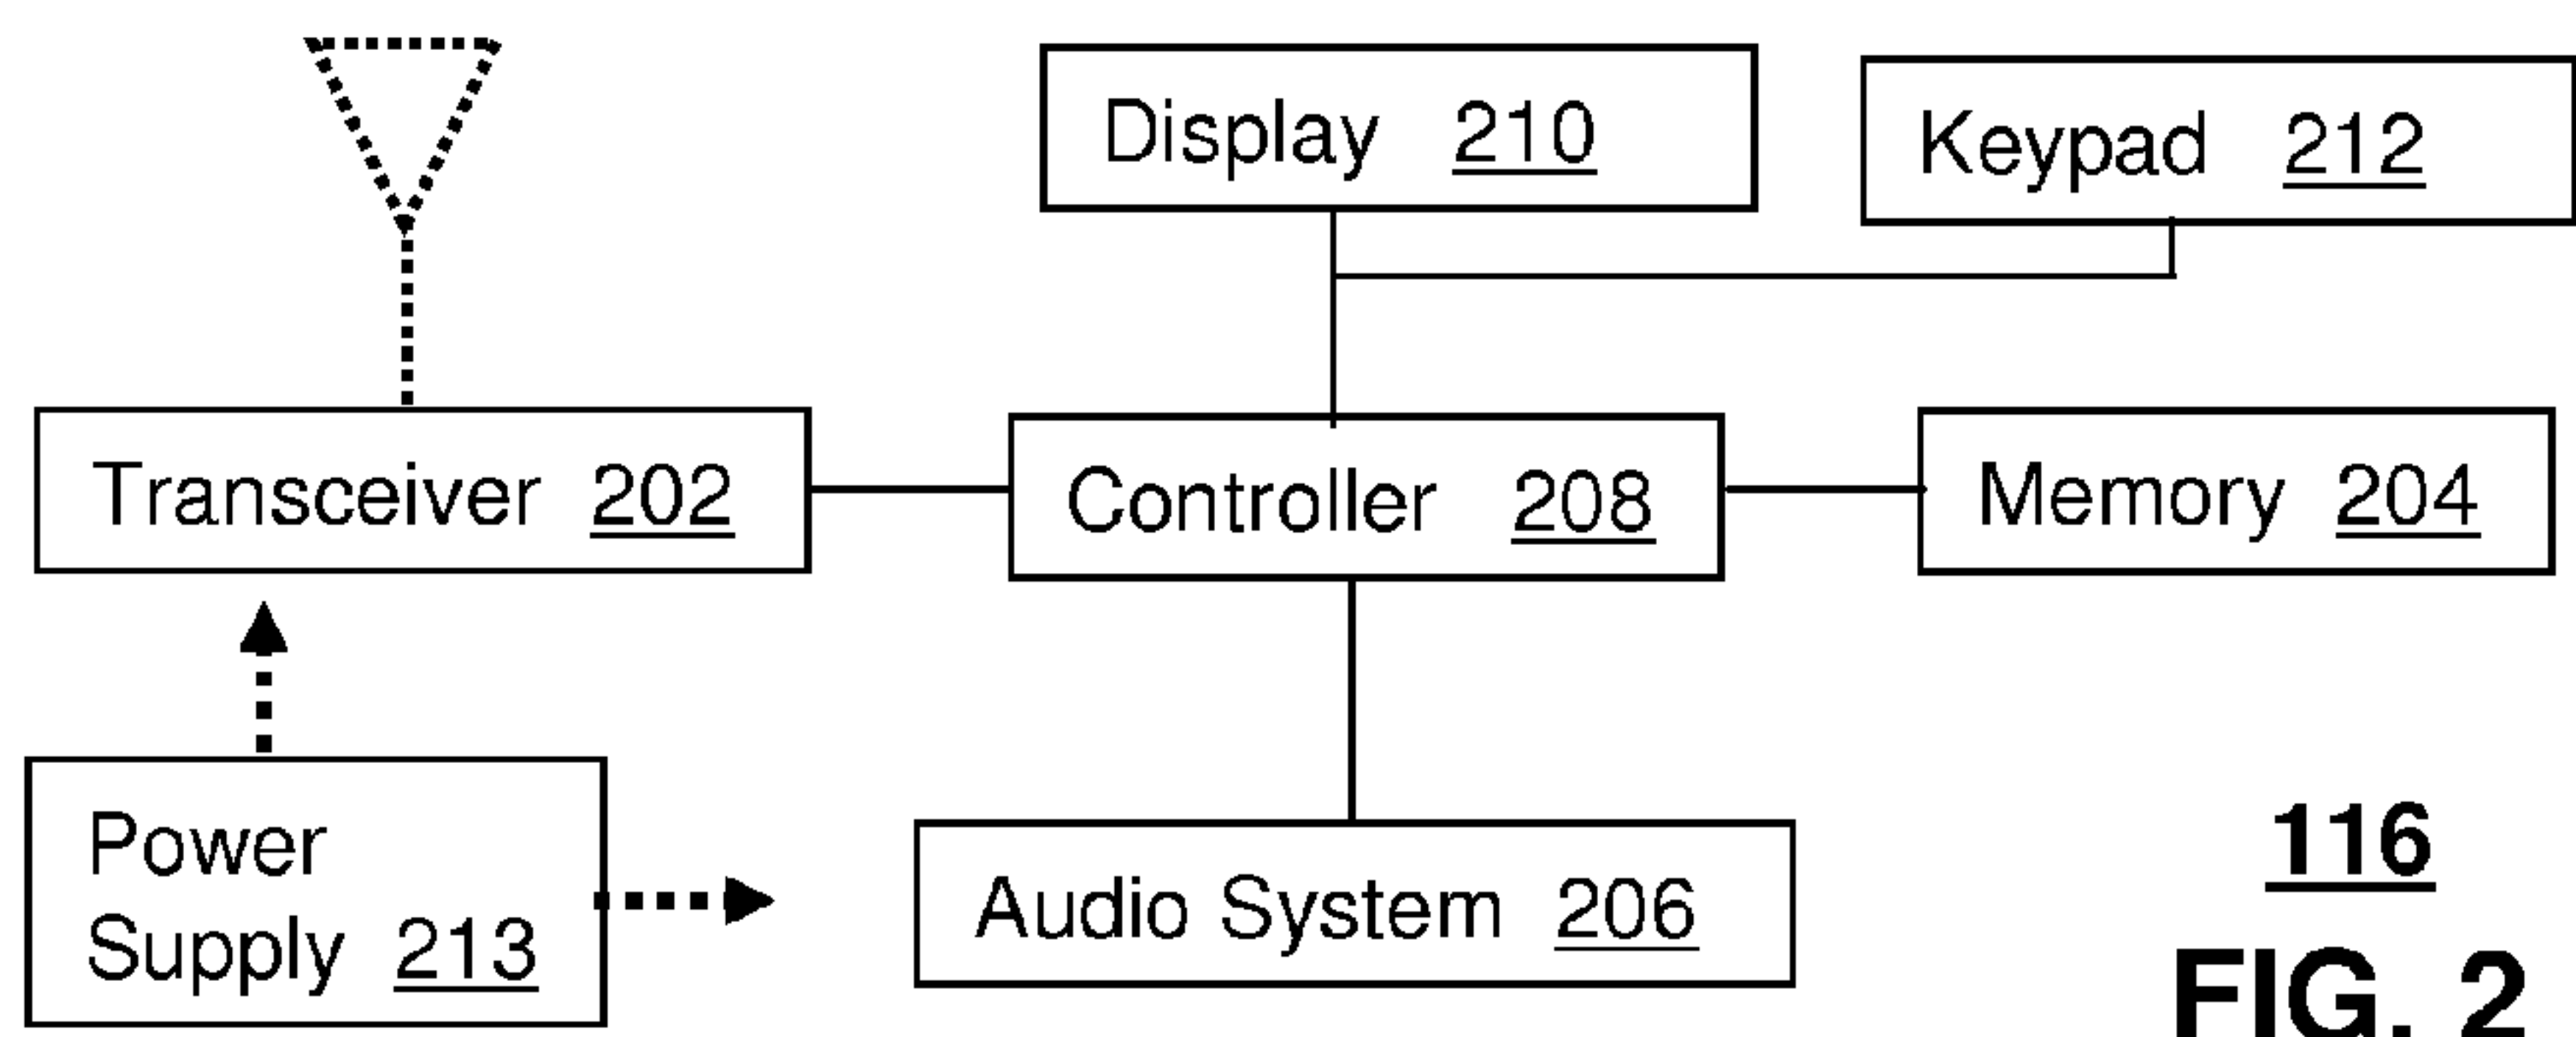 Display 210
Keypad 212
Transceiver 202
Controller 208
Memory 204
Power
Supply 213
Audio System 206
116
FIG. 2